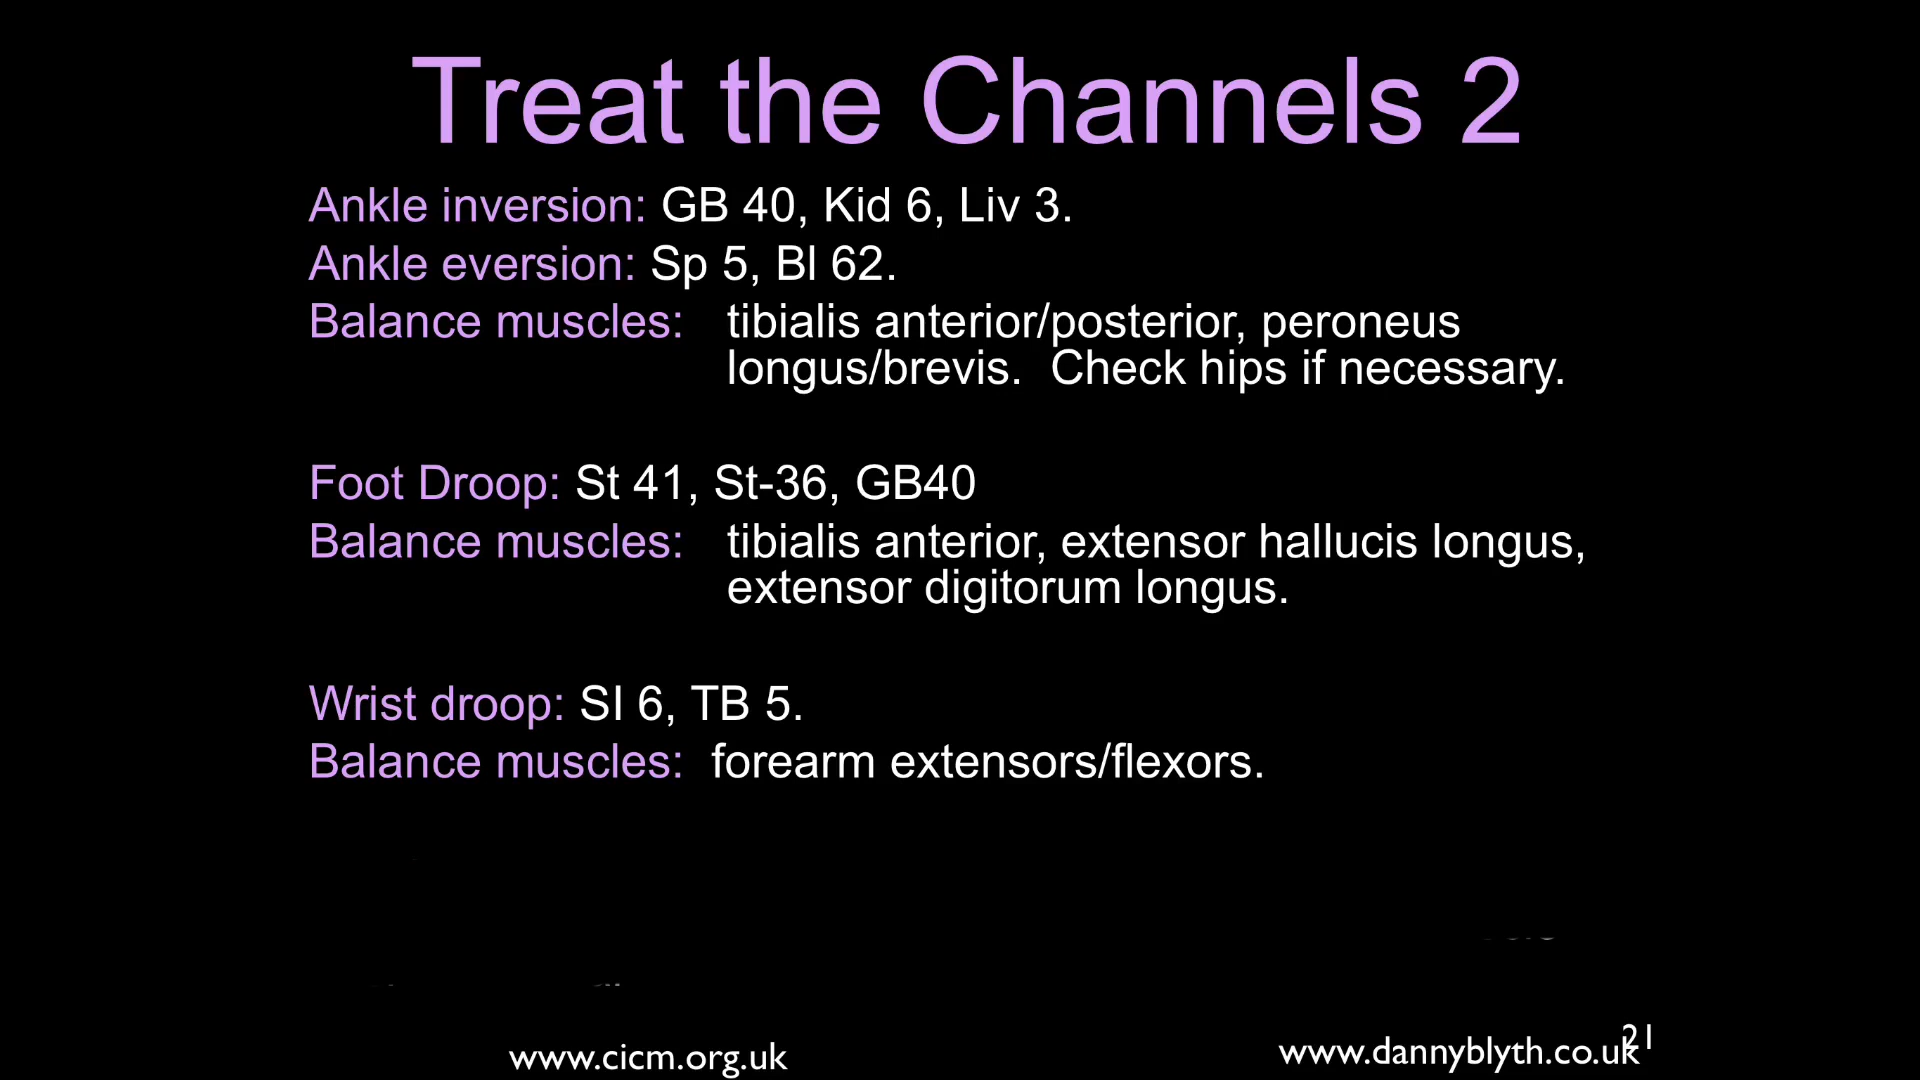 Treat the Channels 2
Ankle inversion: GB 40, Kid 6, Liv 3.
Ankle eversion: Sp 5, Bl 62.
Balance muscles: tibialis anterior/posterior, peroneus
longus/brevis. Check hips if necessary.
Foot Droop: St 41, St-36, GB40
Balance muscles: tibialis anterior, extensor hallucis longus,
extensor digitorum longus.
Wrist droop: SI 6, TB 5.
Balance muscles: forearm extensors/flexors.
www.cicm.org.uk
www.dannyblyth.co.uk
21